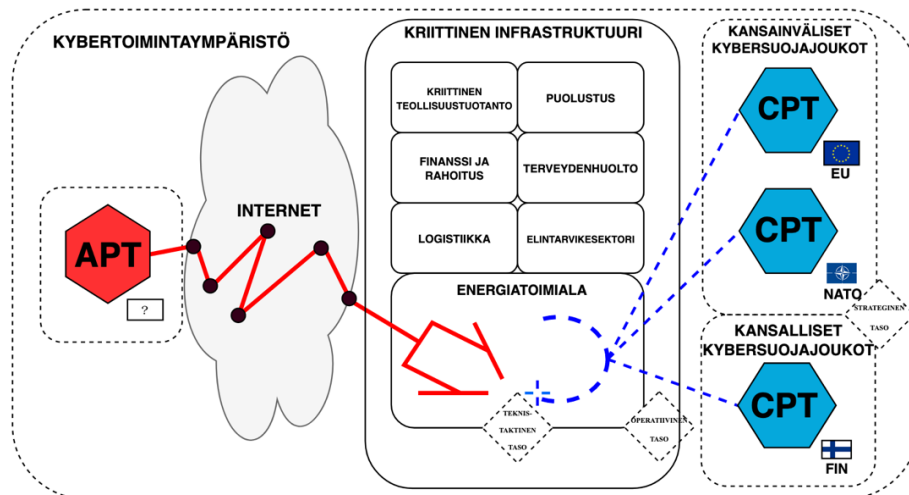 KYBERTOIMINTAYMPÄRISTÖ
KRIITTINEN INFRASTRUKTUURI
KANSAINVÄLISET
KYBERSUOJAJOUKOT
KRIITTINEN
TEOLLISUUSTUOTANTO
PUOLUSTUS
CPT
EU
FINANSSI JA
RAHOITUS
TERVEYDENHUOLTO
INTERNET
APT
?
LOGISTIIKKA
ELINTARVIKESEKTORI
CPT
NATO
ENERGIATOIMIALA
STRATEGINEN
TASO
KANSALLISET
KYBERSUOJAJOUKOT
CPT
FIN
TEKNIS-
TAKTINEN
TASO
OPERATIIVINEN
TASO